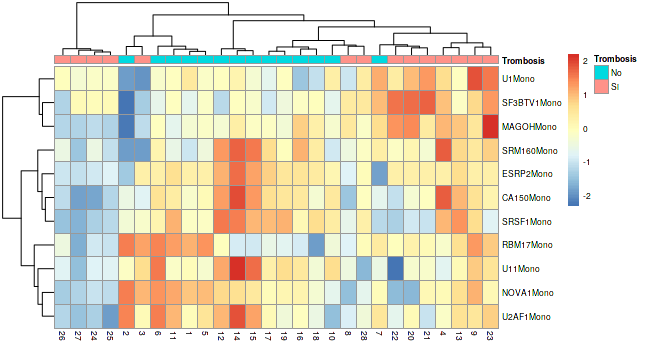 Trombosis
Trombosis
No
SI
2
1
0
-1
-2
U1Mono
SF3BTV1Mono
MAGOHMono
SRM160Mono
ESRP2Mono
CA150Mono
SRSF1Mono
RBM17Mono
U11Mono
NOVA1Mono
U2AF1Mono
26 27 24 25 2 3 6 11 1 5 12 14 15 17 19 16 18 10 8 28 7 22 20 21 4 13 9 23